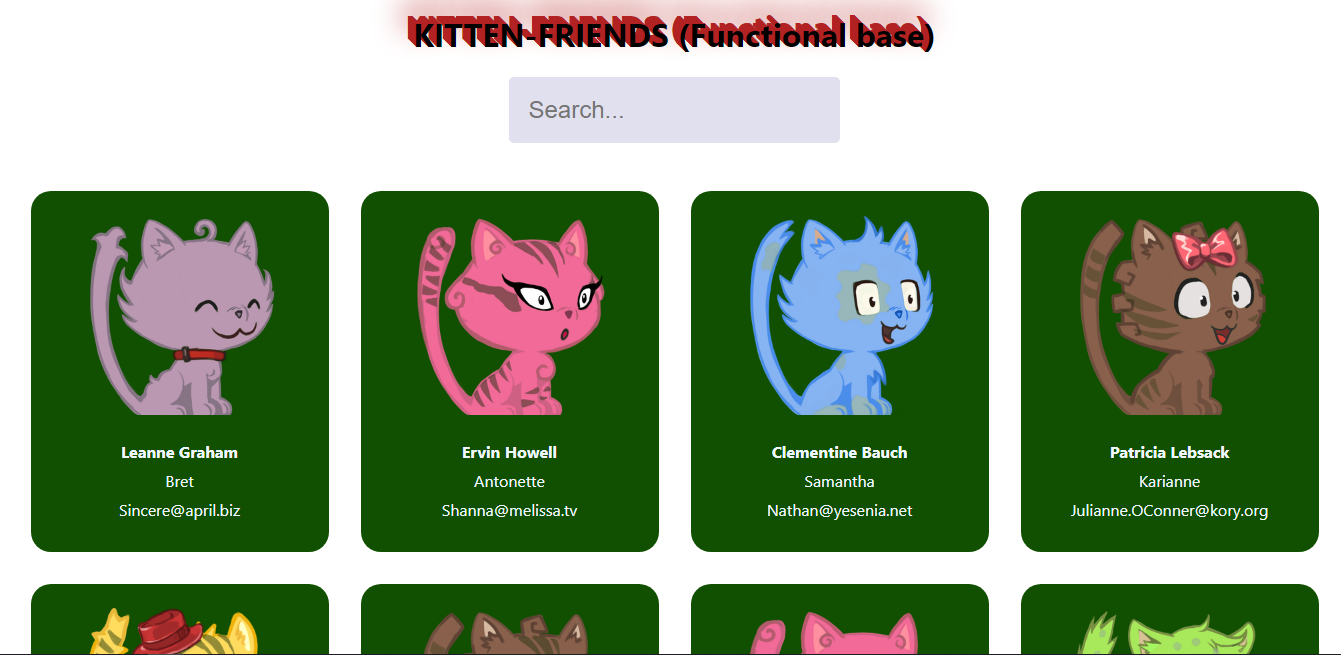 KITTEN-FRIENDS (Functional base)
Search...
Leanne Graham
Bret
Sincere@april.biz
Ervin Howell
Antonette
Shanna@melissa.tv
Clementine Bauch
Samantha
Nathan@yesenia.net
Patricia Lebsack
Karianne
Julianne.OConner@kory.org